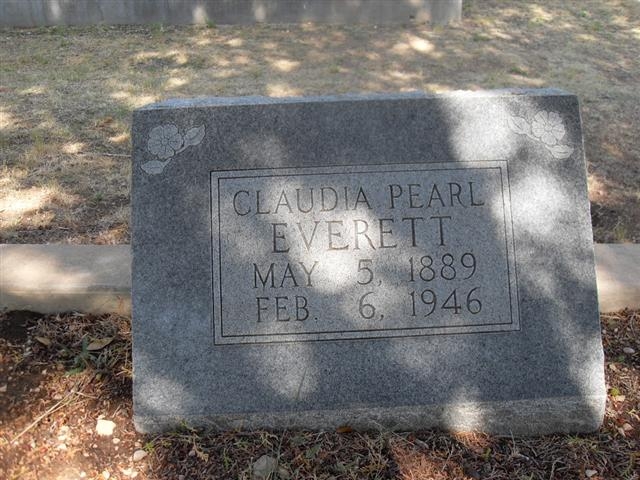 CLAUDIA PEARL
EVERETT
MAY 5, 1889
FEB. 6, 1946